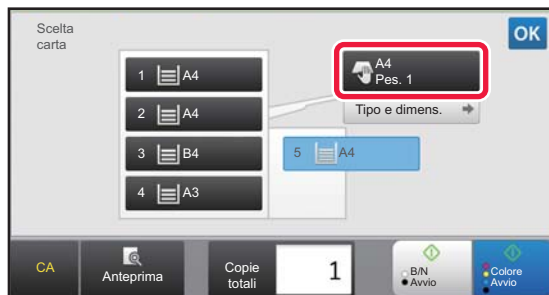 Scelta
carta
OK
1 A4
2 A4
3 B4
4 A3
A4
Pes. 1
Tipo e dimens.
5 A4
CA
Anteprima
Copie
totali
1
B/N
Avvio
Colore
Avvio